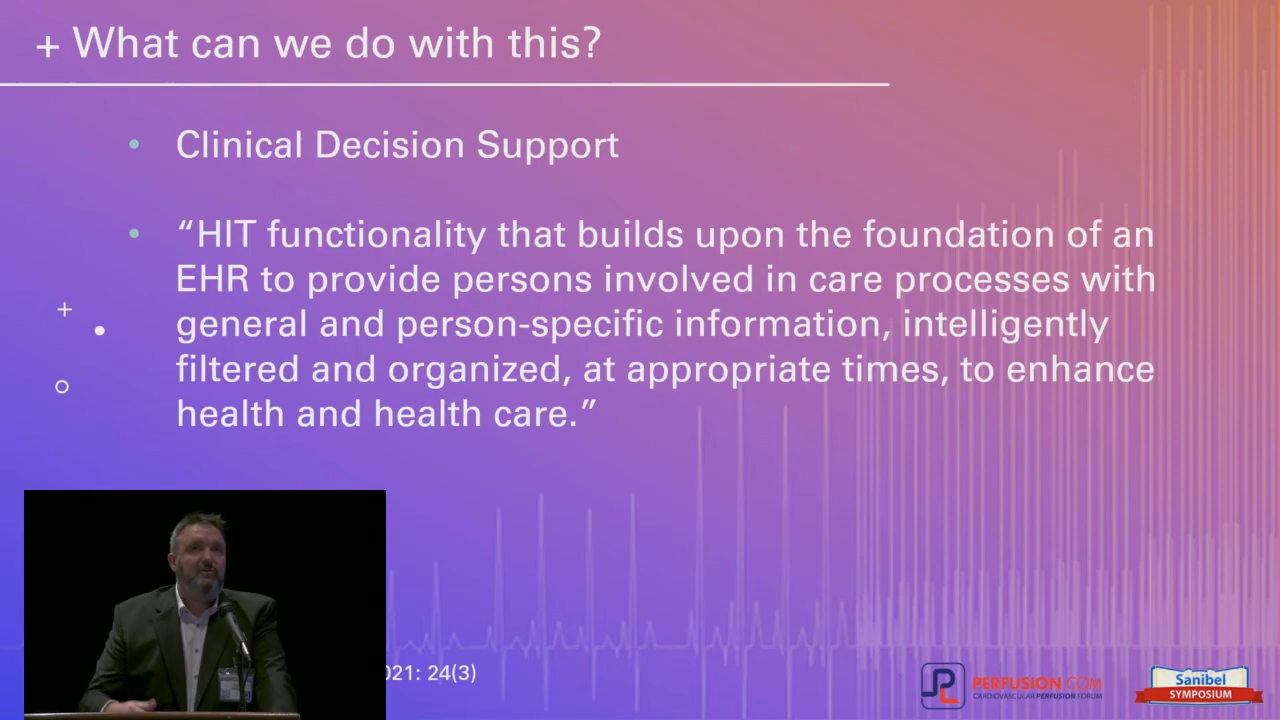 + What can we do with this?
• Clinical Decision Support
• “HIT functionality that builds upon the foundation of an
EHR to provide persons involved in care processes with
general and person-specific information, intelligently
filtered and organized, at appropriate times, to enhance
health and health care.”
21: 24(3)
PERFUSION.COM
CARDIOVASCULAR PERFUSION FORUM
Sanibel
SYMPOSIUM